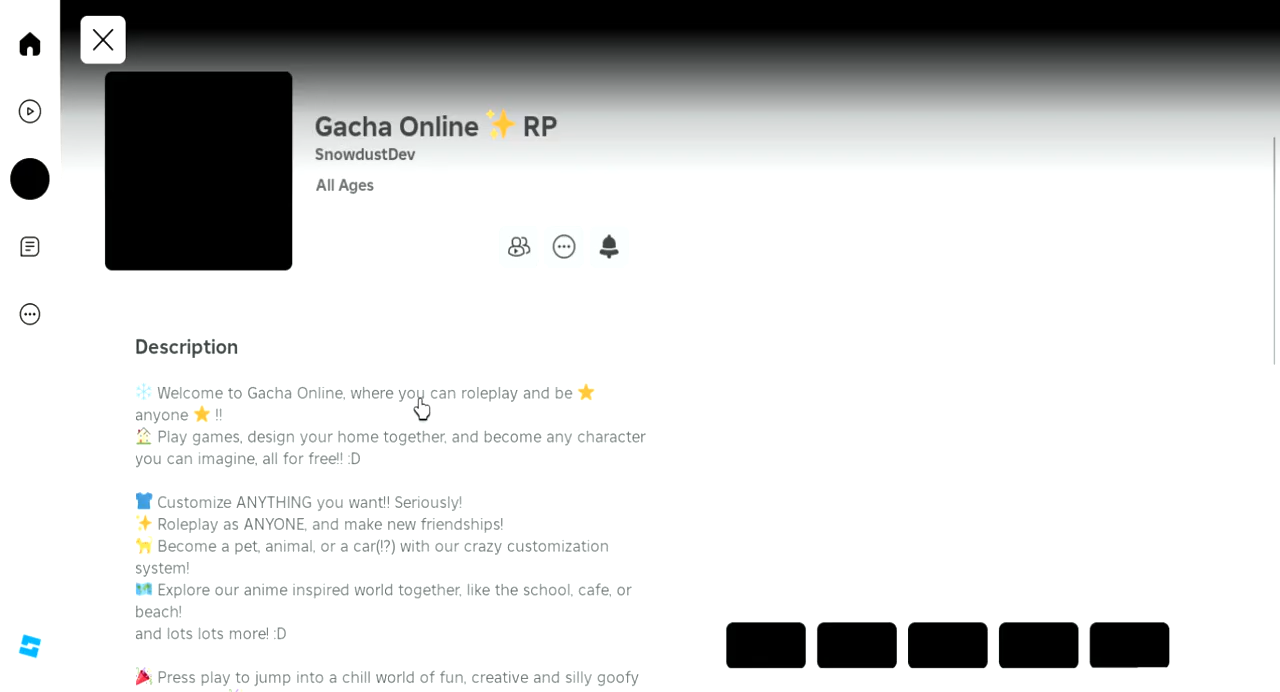 Gacha Online ✨ RP
SnowdustDev
All Ages
Description
❄️ Welcome to Gacha Online, where you can roleplay and be ⭐
anyone ⭐ !!
🏠 Play games, design your home together, and become any character
you can imagine, all for free!! :D
👕 Customize ANYTHING you want!! Seriously!
✨ Roleplay as ANYONE, and make new friendships!
🐕 Become a pet, animal, or a car(!?) with our crazy customization
system!
🗺️ Explore our anime inspired world together, like the school, cafe, or
beach!
and lots lots more! :D
🎉 Press play to jump into a chill world of fun, creative and silly goofy